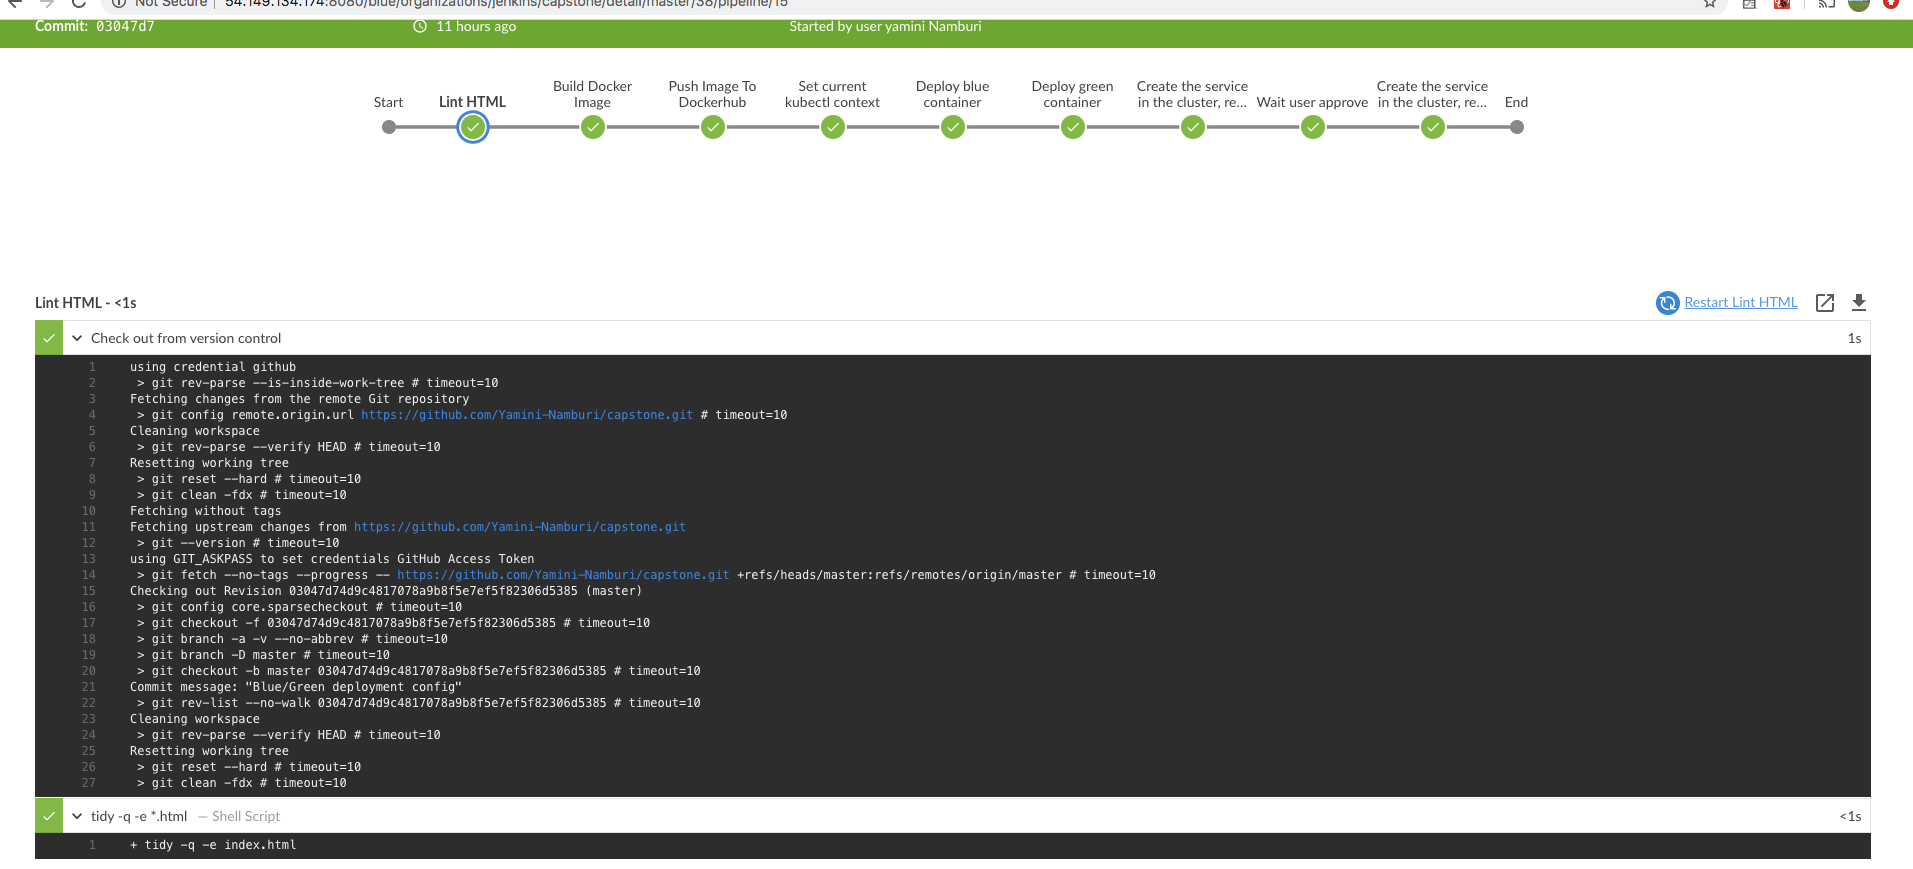 Not Secure | 54.149.134.174:8080/blue/organizations/jenkins/capstone/detail/master/38/pipeline/15
Commit: 03047d7
11 hours ago
Started by user yamini Namburi
Start
Lint HTML
Build Docker
Image
Push Image To
Dockerhub
Set current
kubectl context
Deploy blue
container
Deploy green
container
Create the service
in the cluster, re...
Wait user approve
Create the service
in the cluster, re...
End
Lint HTML - <1s
Restart Lint HTML
Check out from version control
1s
1 using credential github
2 > git rev-parse --is-inside-work-tree # timeout=10
3 Fetching changes from the remote Git repository
4 > git config remote.origin.url https://github.com/Yamini-Namburi/capstone.git # timeout=10
5 Cleaning workspace
6 > git rev-parse --verify HEAD # timeout=10
7 Resetting working tree
8 > git reset --hard # timeout=10
9 > git clean -fdx # timeout=10
10 Fetching without tags
11 Fetching upstream changes from https://github.com/Yamini-Namburi/capstone.git
12 > git --version # timeout=10
13 using GIT_ASKPASS to set credentials GitHub Access Token
14 > git fetch --no-tags --progress -- https://github.com/Yamini-Namburi/capstone.git +refs/heads/master:refs/remotes/origin/master # timeout=10
15 Checking out Revision 03047d74d9c4817078a9b8f5e7ef5f82306d5385 (master)
16 > git config core.sparsecheckout # timeout=10
17 > git checkout -f 03047d74d9c4817078a9b8f5e7ef5f82306d5385 # timeout=10
18 > git branch -a -v --no-abbrev # timeout=10
19 > git branch -D master # timeout=10
20 > git checkout -b master 03047d74d9c4817078a9b8f5e7ef5f82306d5385 # timeout=10
21 Commit message: "Blue/Green deployment config"
22 > git rev-list --no-walk 03047d74d9c4817078a9b8f5e7ef5f82306d5385 # timeout=10
23 Cleaning workspace
24 > git rev-parse --verify HEAD # timeout=10
25 Resetting working tree
26 > git reset --hard # timeout=10
27 > git clean -fdx # timeout=10
tidy -q -e *.html — Shell Script
<1s
1 + tidy -q -e index.html